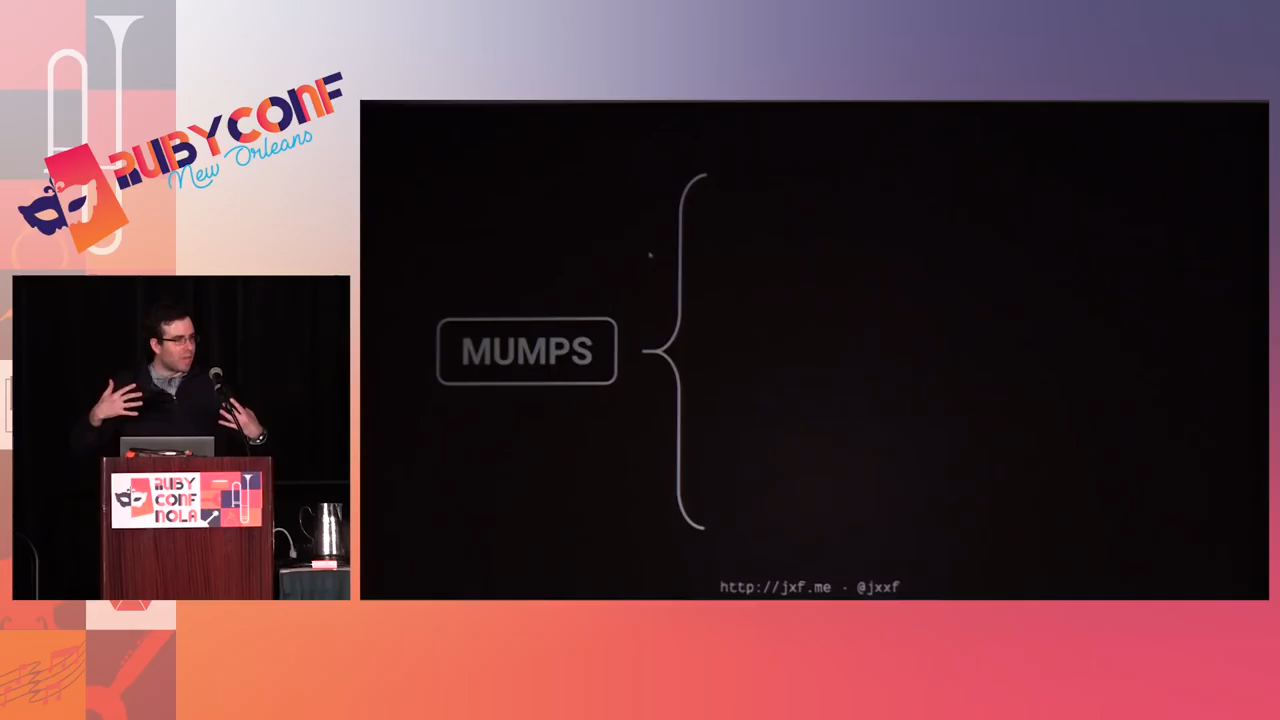 RUBYCONF
New Orleans
MUMPS
RUBY
CONF
NOLA
http://jxf.me · @jxxf